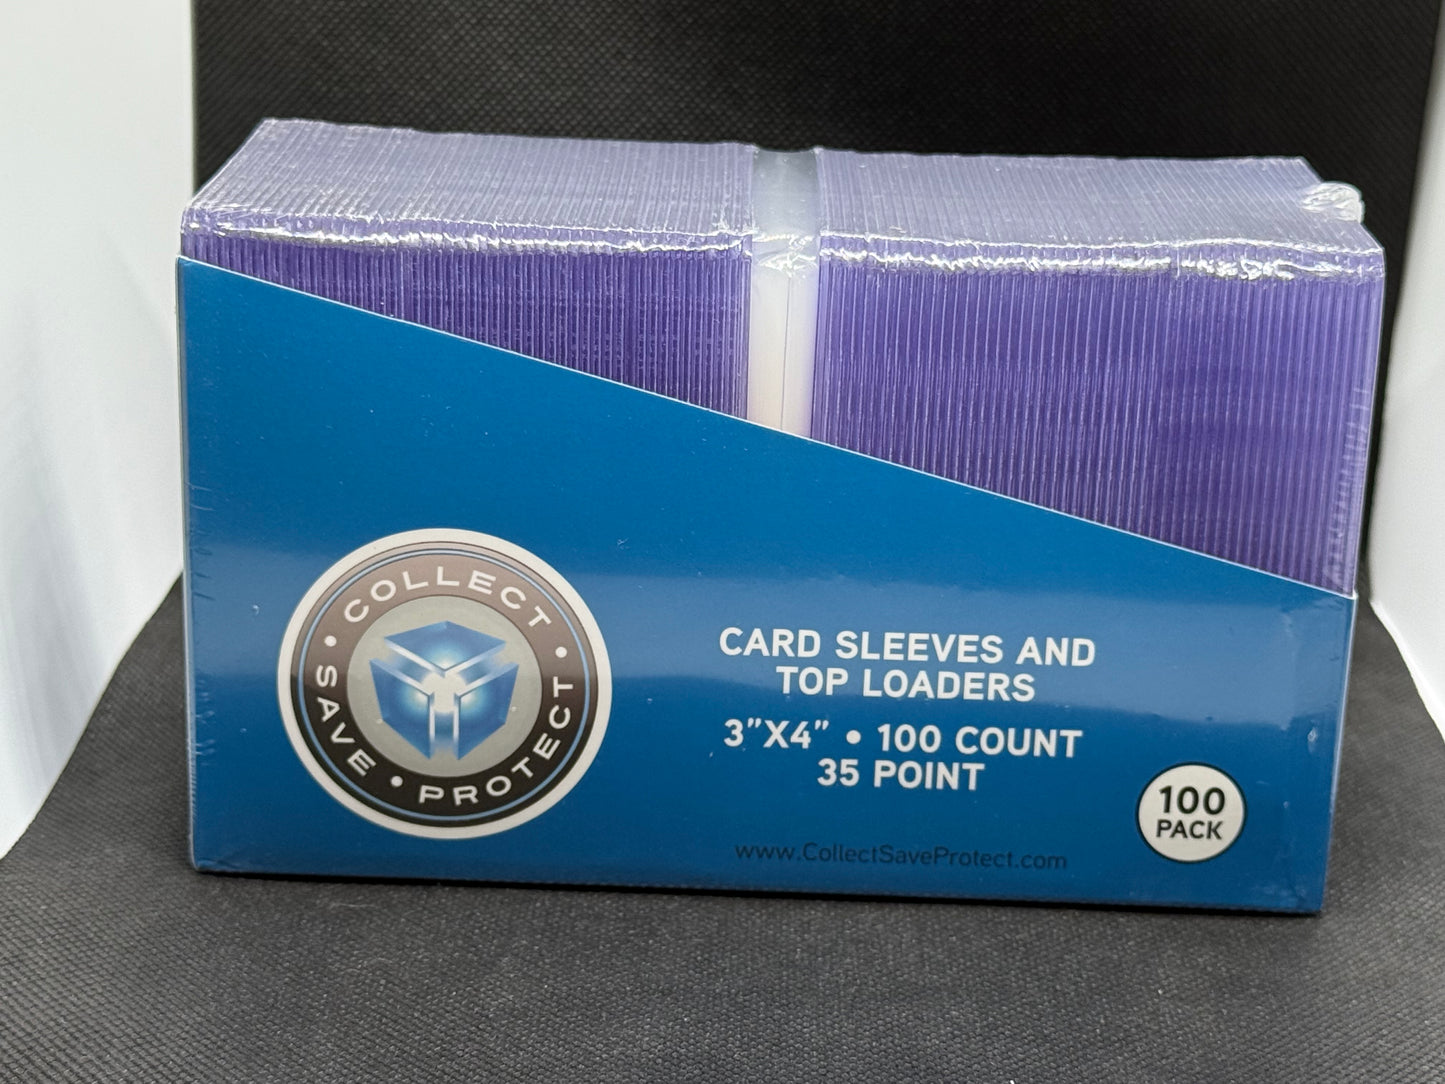 COLLECT • PROTECT • SAVE •
CARD SLEEVES AND
TOP LOADERS
3”X4” • 100 COUNT
35 POINT
100
PACK
www.CollectSaveProtect.com